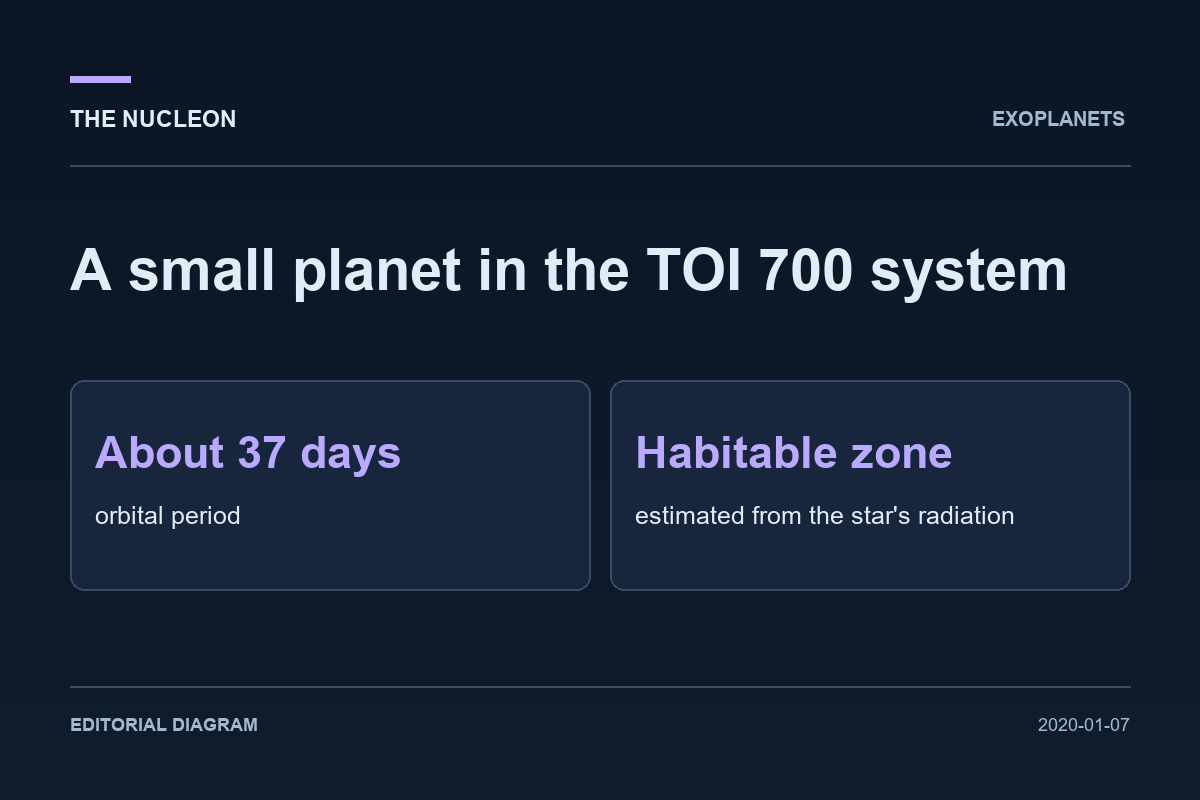 THE NUCLEON
EXOPLANETS
A small planet in the TOI 700 system
About 37 days
orbital period
Habitable zone
estimated from the star's radiation
EDITORIAL DIAGRAM
2020-01-07